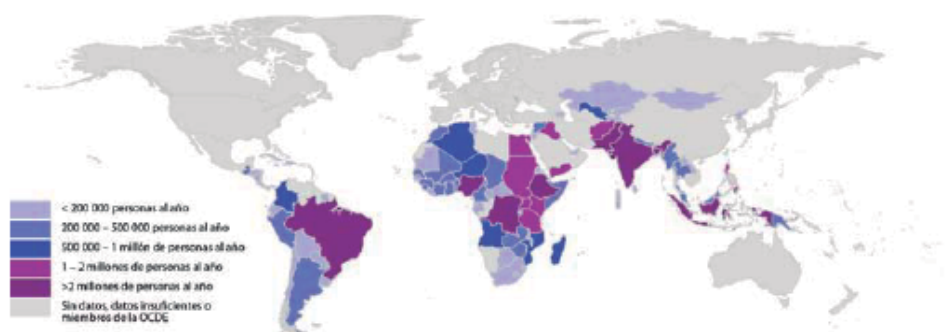 < 200 000 personas al año
200 000 – 500 000 personas al año
500 000 – 1 millón de personas al año
1 – 2 millones de personas al año
>2 millones de personas al año
Sin datos, datos insuficientes o
miembros de la OCDE